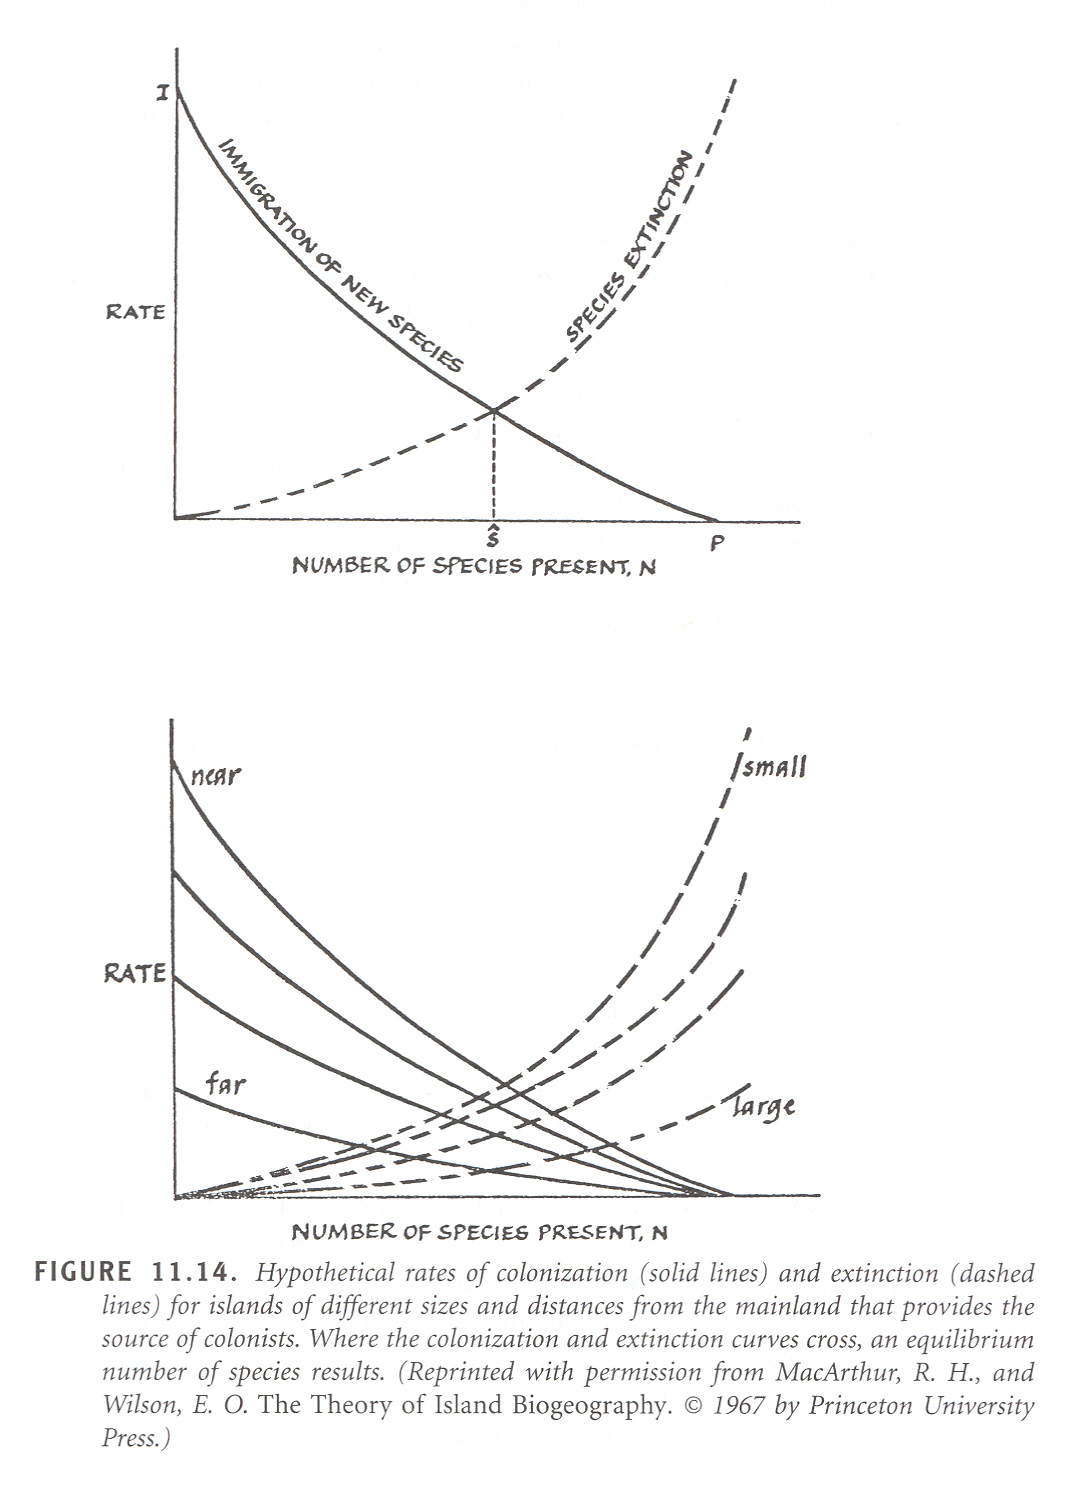 I
IMMIGRATION OF NEW SPECIES
SPECIES EXTINCTION
RATE
ŝ
P
NUMBER OF SPECIES PRESENT, N
near
small
RATE
far
large
NUMBER OF SPECIES PRESENT, N
FIGURE 11.14. Hypothetical rates of colonization (solid lines) and extinction (dashed
lines) for islands of different sizes and distances from the mainland that provides the
source of colonists. Where the colonization and extinction curves cross, an equilibrium
number of species results. (Reprinted with permission from MacArthur, R. H., and
Wilson, E. O. The Theory of Island Biogeography. © 1967 by Princeton University
Press.)